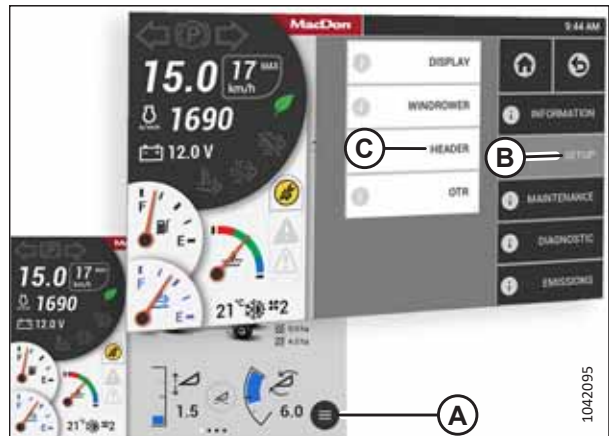 MacDon
9:44 AM
15.0 17 MAX km/h
1690
12.0 V
F
E
F
21°C #2
DISPLAY
WINDROWER
HEADER
OTR
INFORMATION
SETUP
MAINTENANCE
DIAGNOSTIC
EMISSIONS
C
B
15.0 17
1690
12.0 V
F
E
F
21°C #2
1.5
6.0
A
1042095